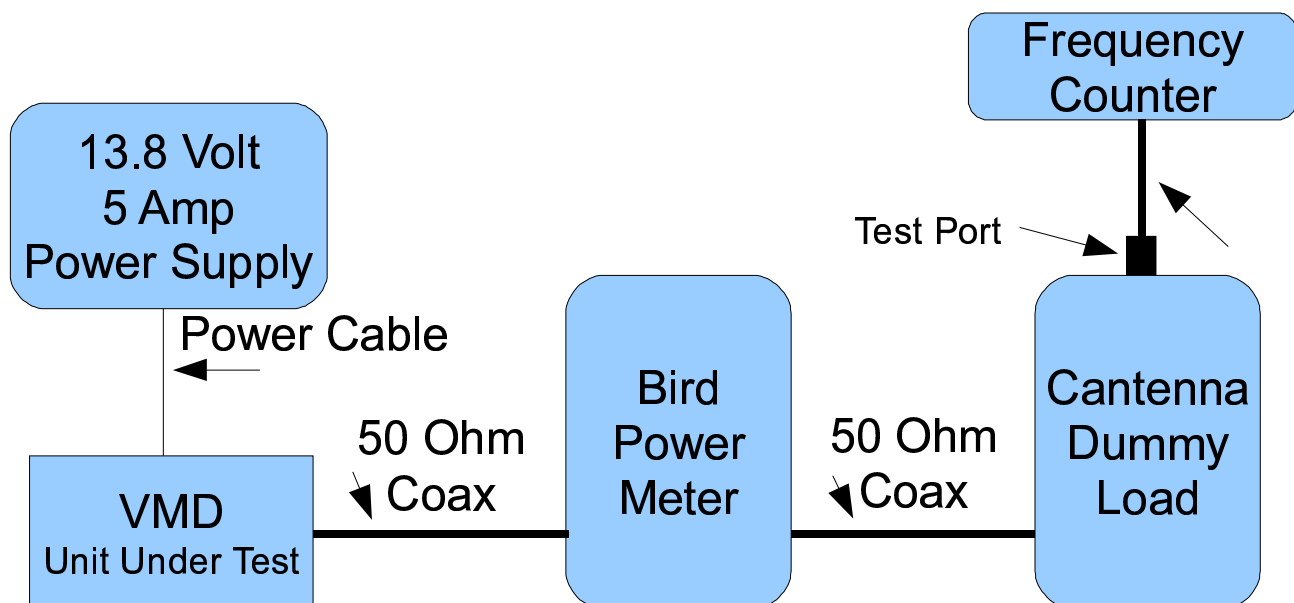 Frequency
Counter
13.8 Volt
5 Amp
Power Supply
Test Port
Power Cable
Bird
Power
Meter
Cantenna
Dummy
Load
50 Ohm
Coax
50 Ohm
Coax
VMD
Unit Under Test